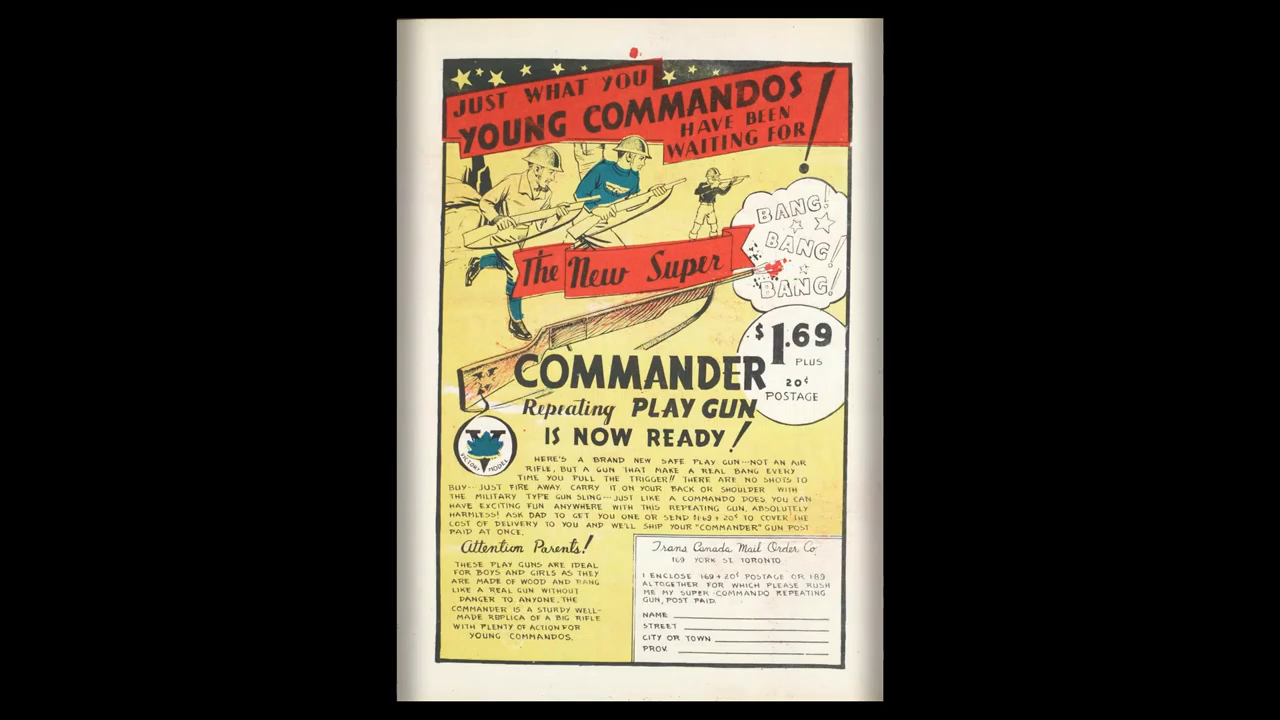 JUST WHAT YOU
YOUNG COMMANDOS
HAVE BEEN
WAITING FOR!
BANG!
BANG!
BANG!
The New Super
$1.69
PLUS
20¢
POSTAGE
COMMANDER
Repeating PLAY GUN
IS NOW READY!
V
V
VICTORY MODEL
HERE'S A BRAND NEW SAFE PLAY GUN---NOT AN AIR
RIFLE, BUT A GUN THAT MAKE A REAL BANG EVERY
TIME YOU PULL THE TRIGGER!! THERE ARE NO SHOTS TO
BUY-- JUST FIRE AWAY. CARRY IT ON YOUR BACK OR SHOULDER WITH
THE MILITARY TYPE GUN SLING---JUST LIKE A COMMANDO DOES YOU CAN
HAVE EXCITING FUN ANYWHERE WITH THIS REPEATING GUN. ABSOLUTELY
HARMLESS! ASK DAD TO GET YOU ONE OR SEND $1.69 + 20¢ TO COVER THE
COST OF DELIVERY TO YOU AND WE'LL SHIP YOUR "COMMANDER" GUN POST
PAID AT ONCE.
Attention Parents!
THESE PLAY GUNS ARE IDEAL
FOR BOYS AND GIRLS AS THEY
ARE MADE OF WOOD AND BANG
LIKE A REAL GUN WITHOUT
DANGER TO ANYONE. THE
COMMANDER IS A STURDY WELL-
MADE REPLICA OF A BIG RIFLE
WITH PLENTY OF ACTION FOR
YOUNG COMMANDOS.
Trans Canada Mail Order Co.
169 YORK ST. TORONTO
I ENCLOSE 1.69 + 20¢ POSTAGE OR 1.89
ALTOGETHER FOR WHICH PLEASE RUSH
ME MY SUPER COMMANDO REPEATING
GUN, POST PAID.
NAME
STREET
CITY OR TOWN
PROV.